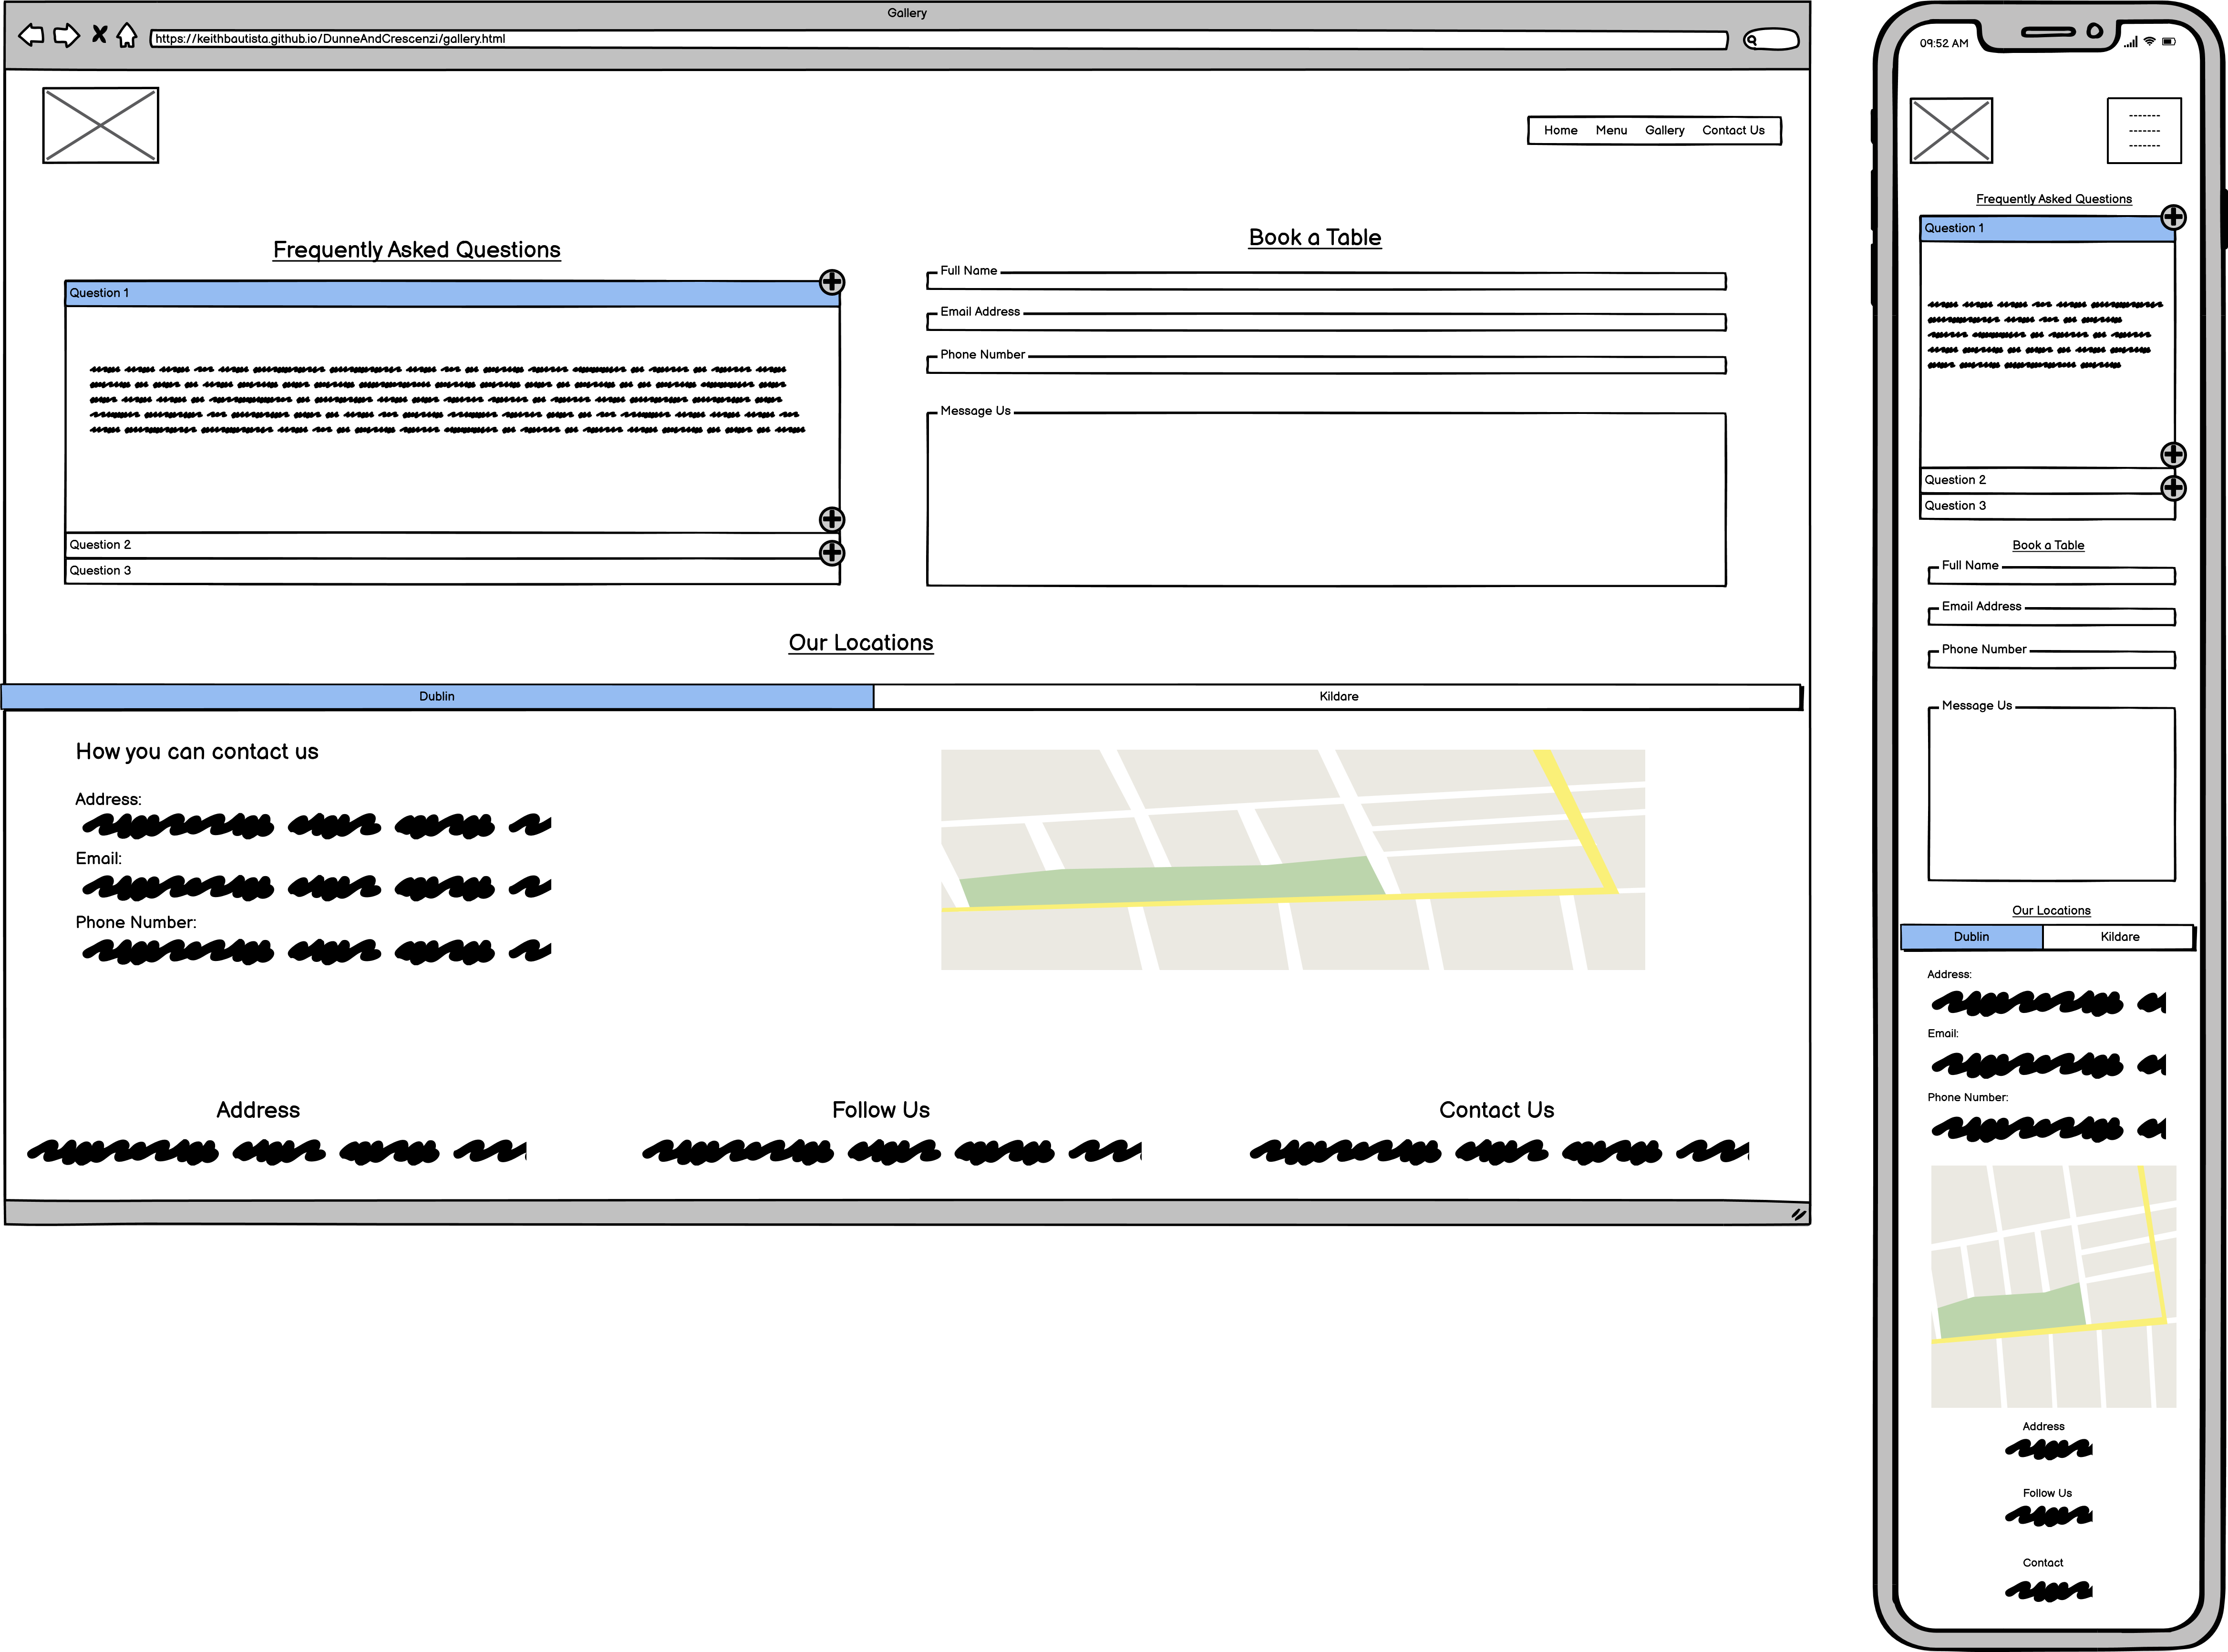 Gallery
https://keithbautista.github.io/DunneAndCrescenzi/gallery.html
Home Menu Gallery Contact Us
Frequently Asked Questions
Question 1
Question 2
Question 3
Book a Table
Full Name
Email Address
Phone Number
Message Us
Our Locations
Dublin Kildare
How you can contact us
Address:
Email:
Phone Number:
Address
Follow Us
Contact Us
09:52 AM
Frequently Asked Questions
Question 1
Question 2
Question 3
Book a Table
Full Name
Email Address
Phone Number
Message Us
Our Locations
Dublin Kildare
Address:
Email:
Phone Number:
Address
Follow Us
Contact